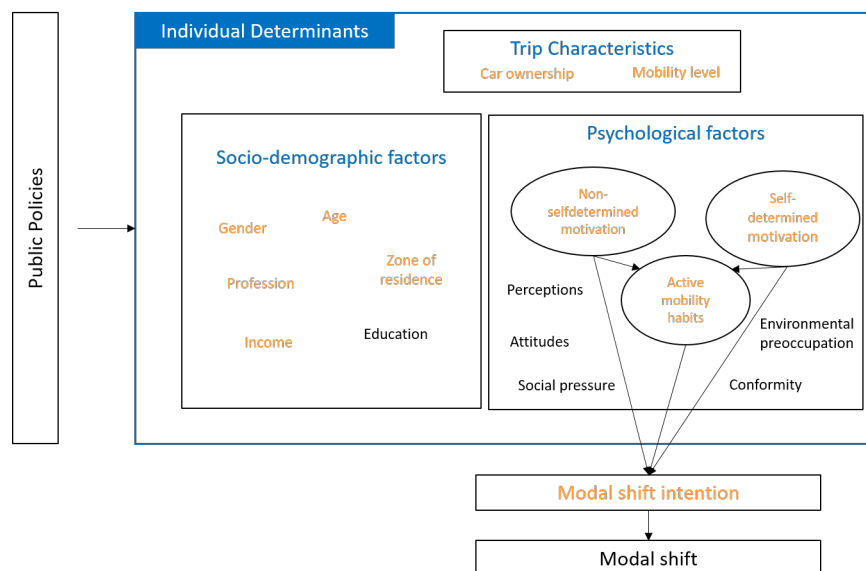 Public Policies
Individual Determinants
Trip Characteristics
Car ownership
Mobility level
Socio-demographic factors
Gender
Age
Profession
Zone of
residence
Income
Education
Psychological factors
Non-
selfdetermined
motivation
Self-
determined
motivation
Active
mobility
habits
Perceptions
Attitudes
Social pressure
Environmental
preoccupation
Conformity
Modal shift intention
Modal shift